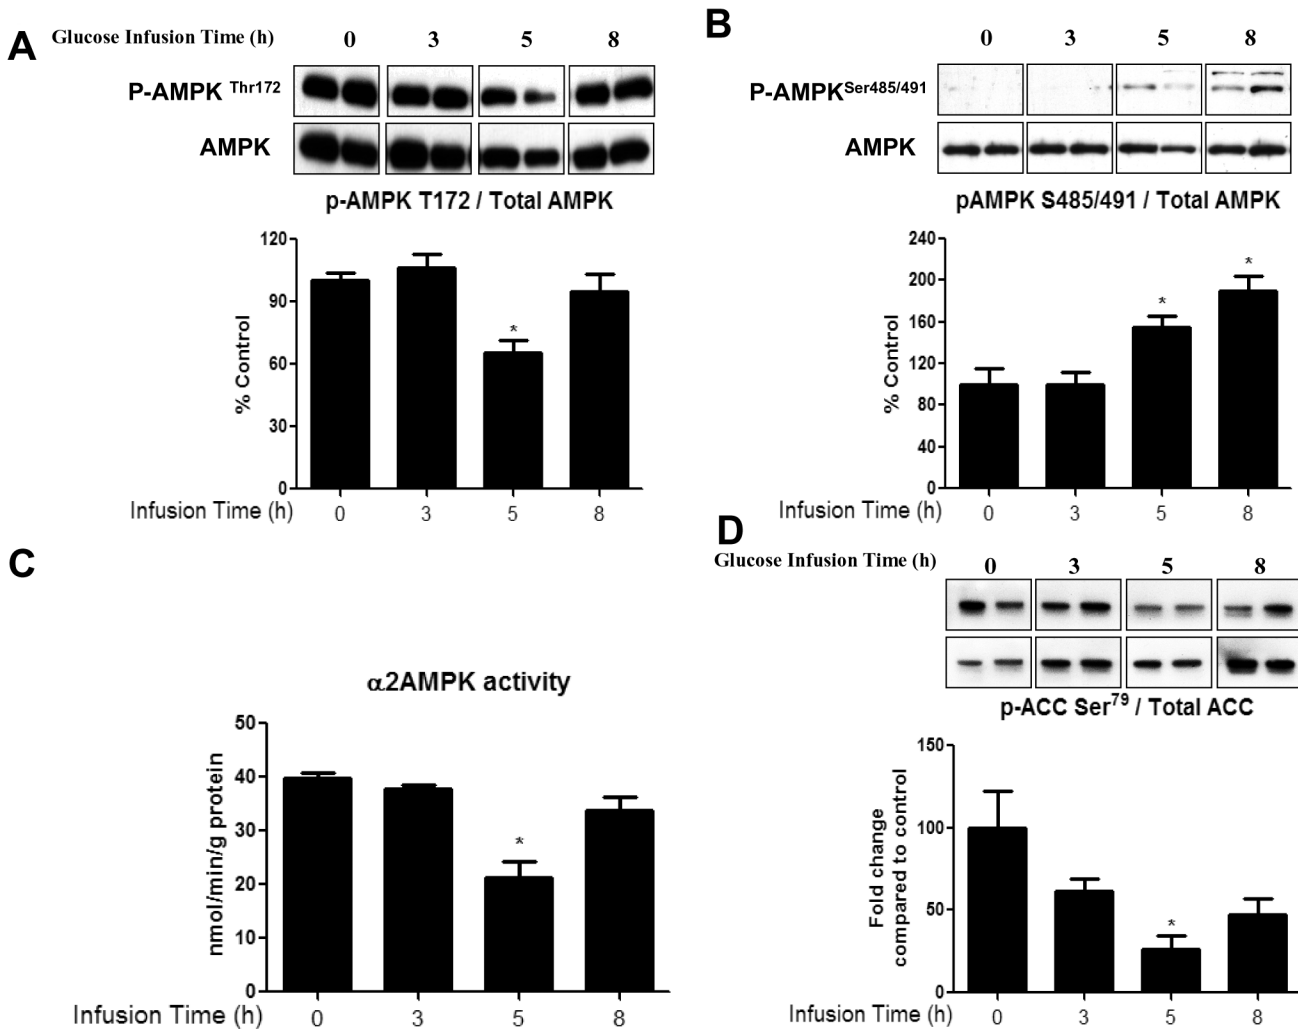 A
Glucose Infusion Time (h) 0 3 5 8
P-AMPK Thr172
AMPK
p-AMPK T172 / Total AMPK
120
90
60
30
0
% Control
*
Infusion Time (h) 0 3 5 8
B
0 3 5 8
P-AMPKSer485/491
AMPK
pAMPK S485/491 / Total AMPK
240
200
160
120
80
40
0
% Control
*
*
Infusion Time (h) 0 3 5 8
C
α2AMPK activity
50
40
30
20
10
0
nmol/min/g protein
*
Infusion Time (h) 0 3 5 8
D
Glucose Infusion Time (h) 0 3 5 8
p-ACC Ser79 / Total ACC
150
100
50
0
Fold change
compared to control
*
Infusion Time (h) 0 3 5 8